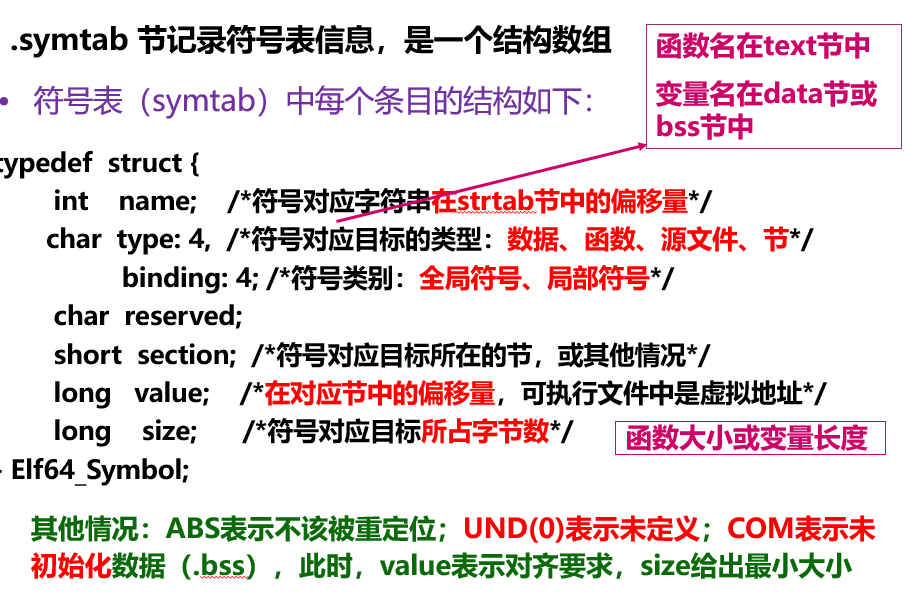 .symtab 节记录符号表信息，是一个结构数组
函数名在text节中
变量名在data节或
bss节中
• 符号表（symtab）中每个条目的结构如下：
typedef struct {
int name; /*符号对应字符串在strtab节中的偏移量*/
char type: 4, /*符号对应目标的类型：数据、函数、源文件、节*/
binding: 4; /*符号类别：全局符号、局部符号*/
char reserved;
short section; /*符号对应目标所在的节，或其他情况*/
long value; /*在对应节中的偏移量，可执行文件中是虚拟地址*/
long size; /*符号对应目标所占字节数*/
函数大小或变量长度
} Elf64_Symbol;
其他情况：ABS表示不该被重定位；UND(0)表示未定义；COM表示未
初始化数据（.bss），此时，value表示对齐要求，size给出最小大小